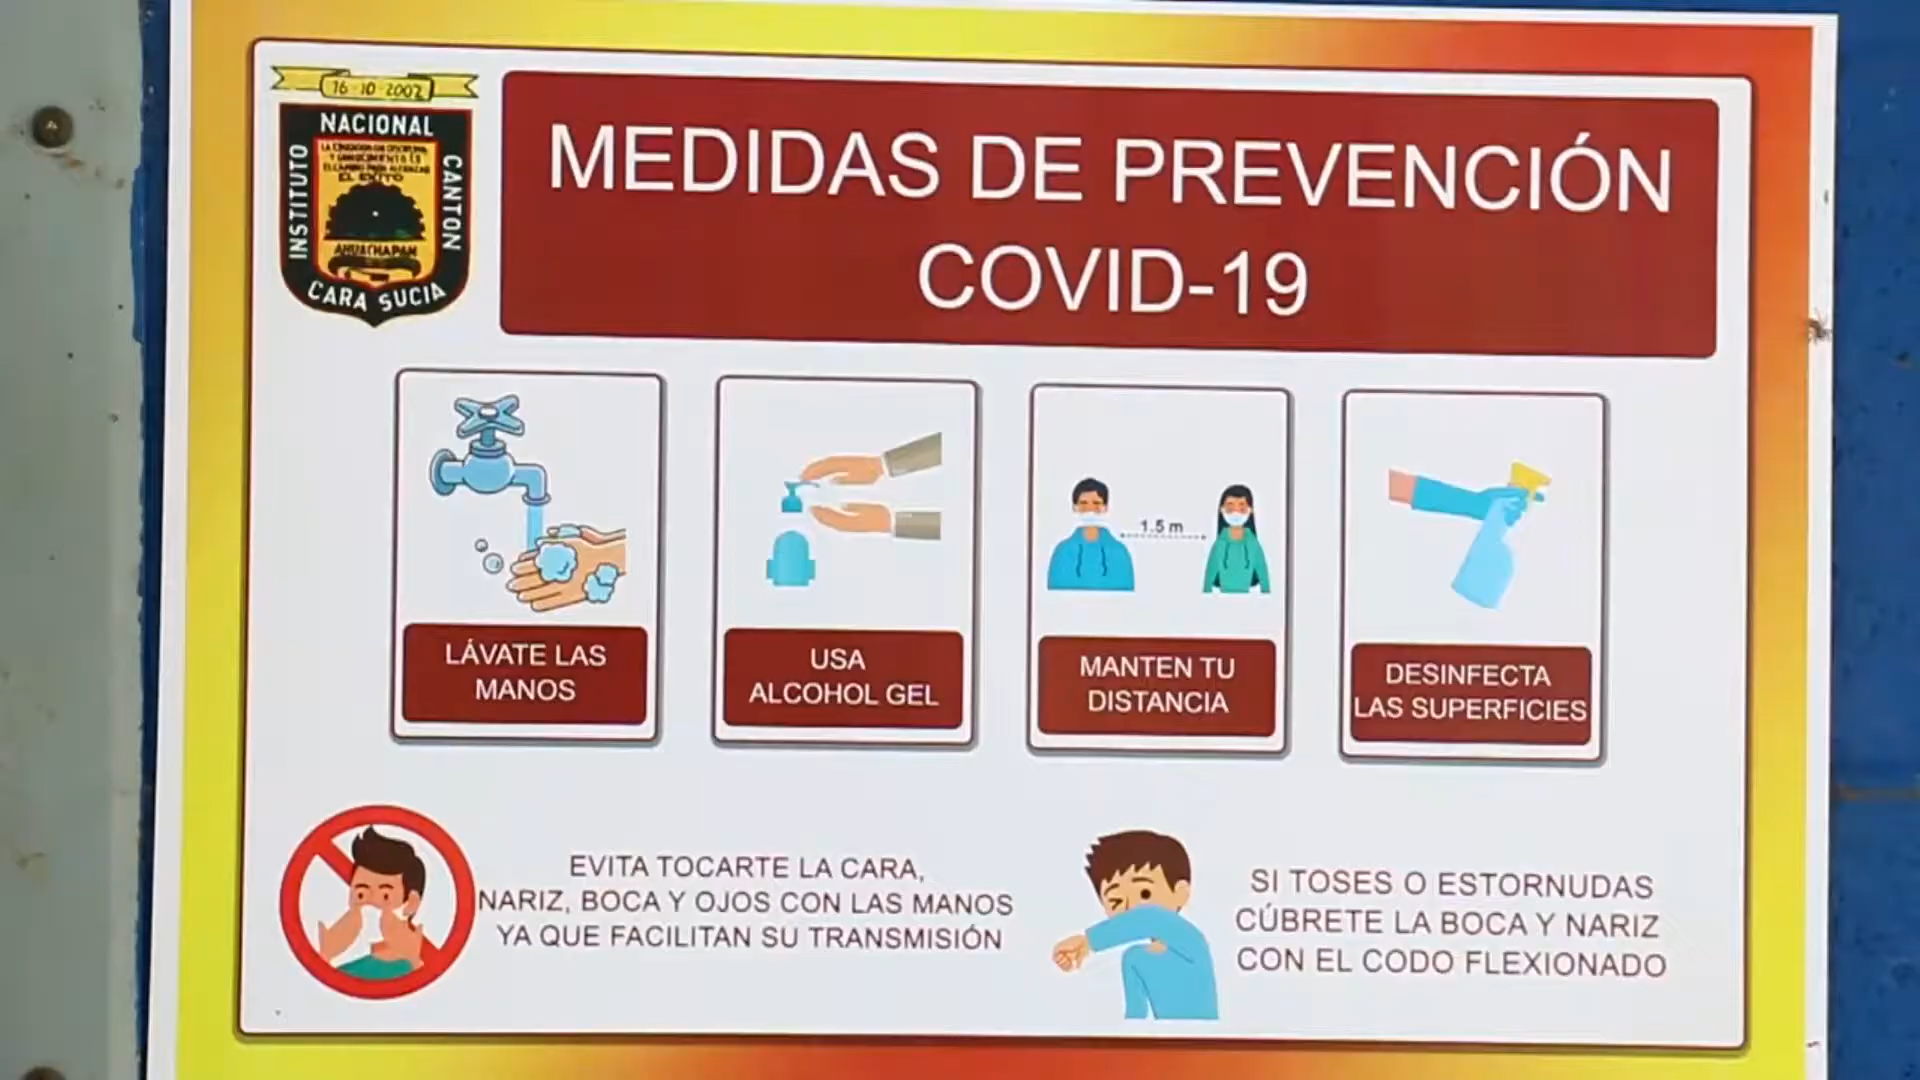 16-10-2002
NACIONAL
INSTITUTO
CANTON
EL EXITO
AHUACHAPAN
CARA SUCIA
MEDIDAS DE PREVENCIÓN
COVID-19
1.5 m
LÁVATE LAS
MANOS
USA
ALCOHOL GEL
MANTEN TU
DISTANCIA
DESINFECTA
LAS SUPERFICIES
EVITA TOCARTE LA CARA,
NARIZ, BOCA Y OJOS CON LAS MANOS
YA QUE FACILITAN SU TRANSMISIÓN
SI TOSES O ESTORNUDAS
CÚBRETE LA BOCA Y NARIZ
CON EL CODO FLEXIONADO